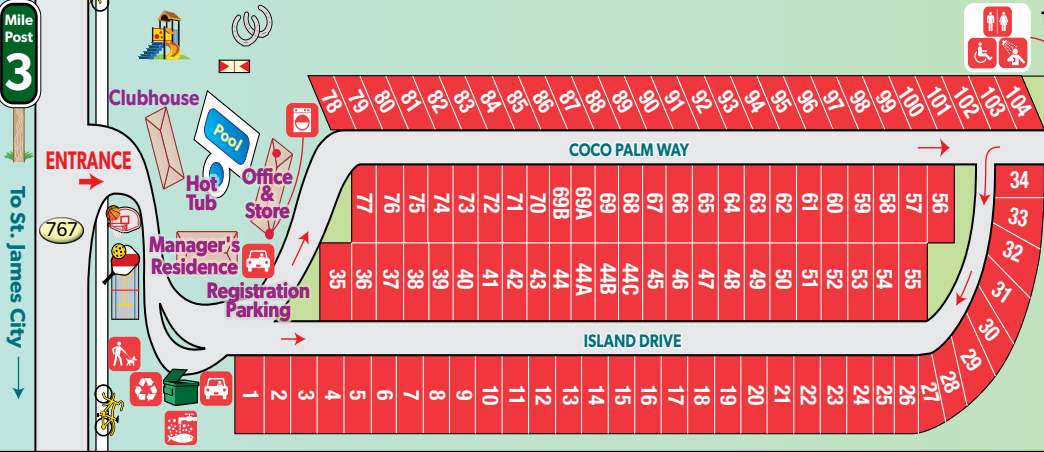 Mile
Post
3
To St. James City
767
ENTRANCE
Clubhouse
Pool
Hot
Tub
Office
&
Store
Manager's
Residence
Registration
Parking
78 79 80 81 82 83 84 85 86 87 88 89 90 91 92 93 94 95 96 97 98 99 100 101 102 103 104
COCO PALM WAY
77 76 75 74 73 72 71 70 69B 69A 69 68 67 66 65 64 63 62 61 60 59 58 57 56
35 36 37 38 39 40 41 42 43 44 44A 44B 44C 45 46 47 48 49 50 51 52 53 54 55
34
33
32
31
30
29
28
27
ISLAND DRIVE
1 2 3 4 5 6 7 8 9 10 11 12 13 14 15 16 17 18 19 20 21 22 23 24 25 26